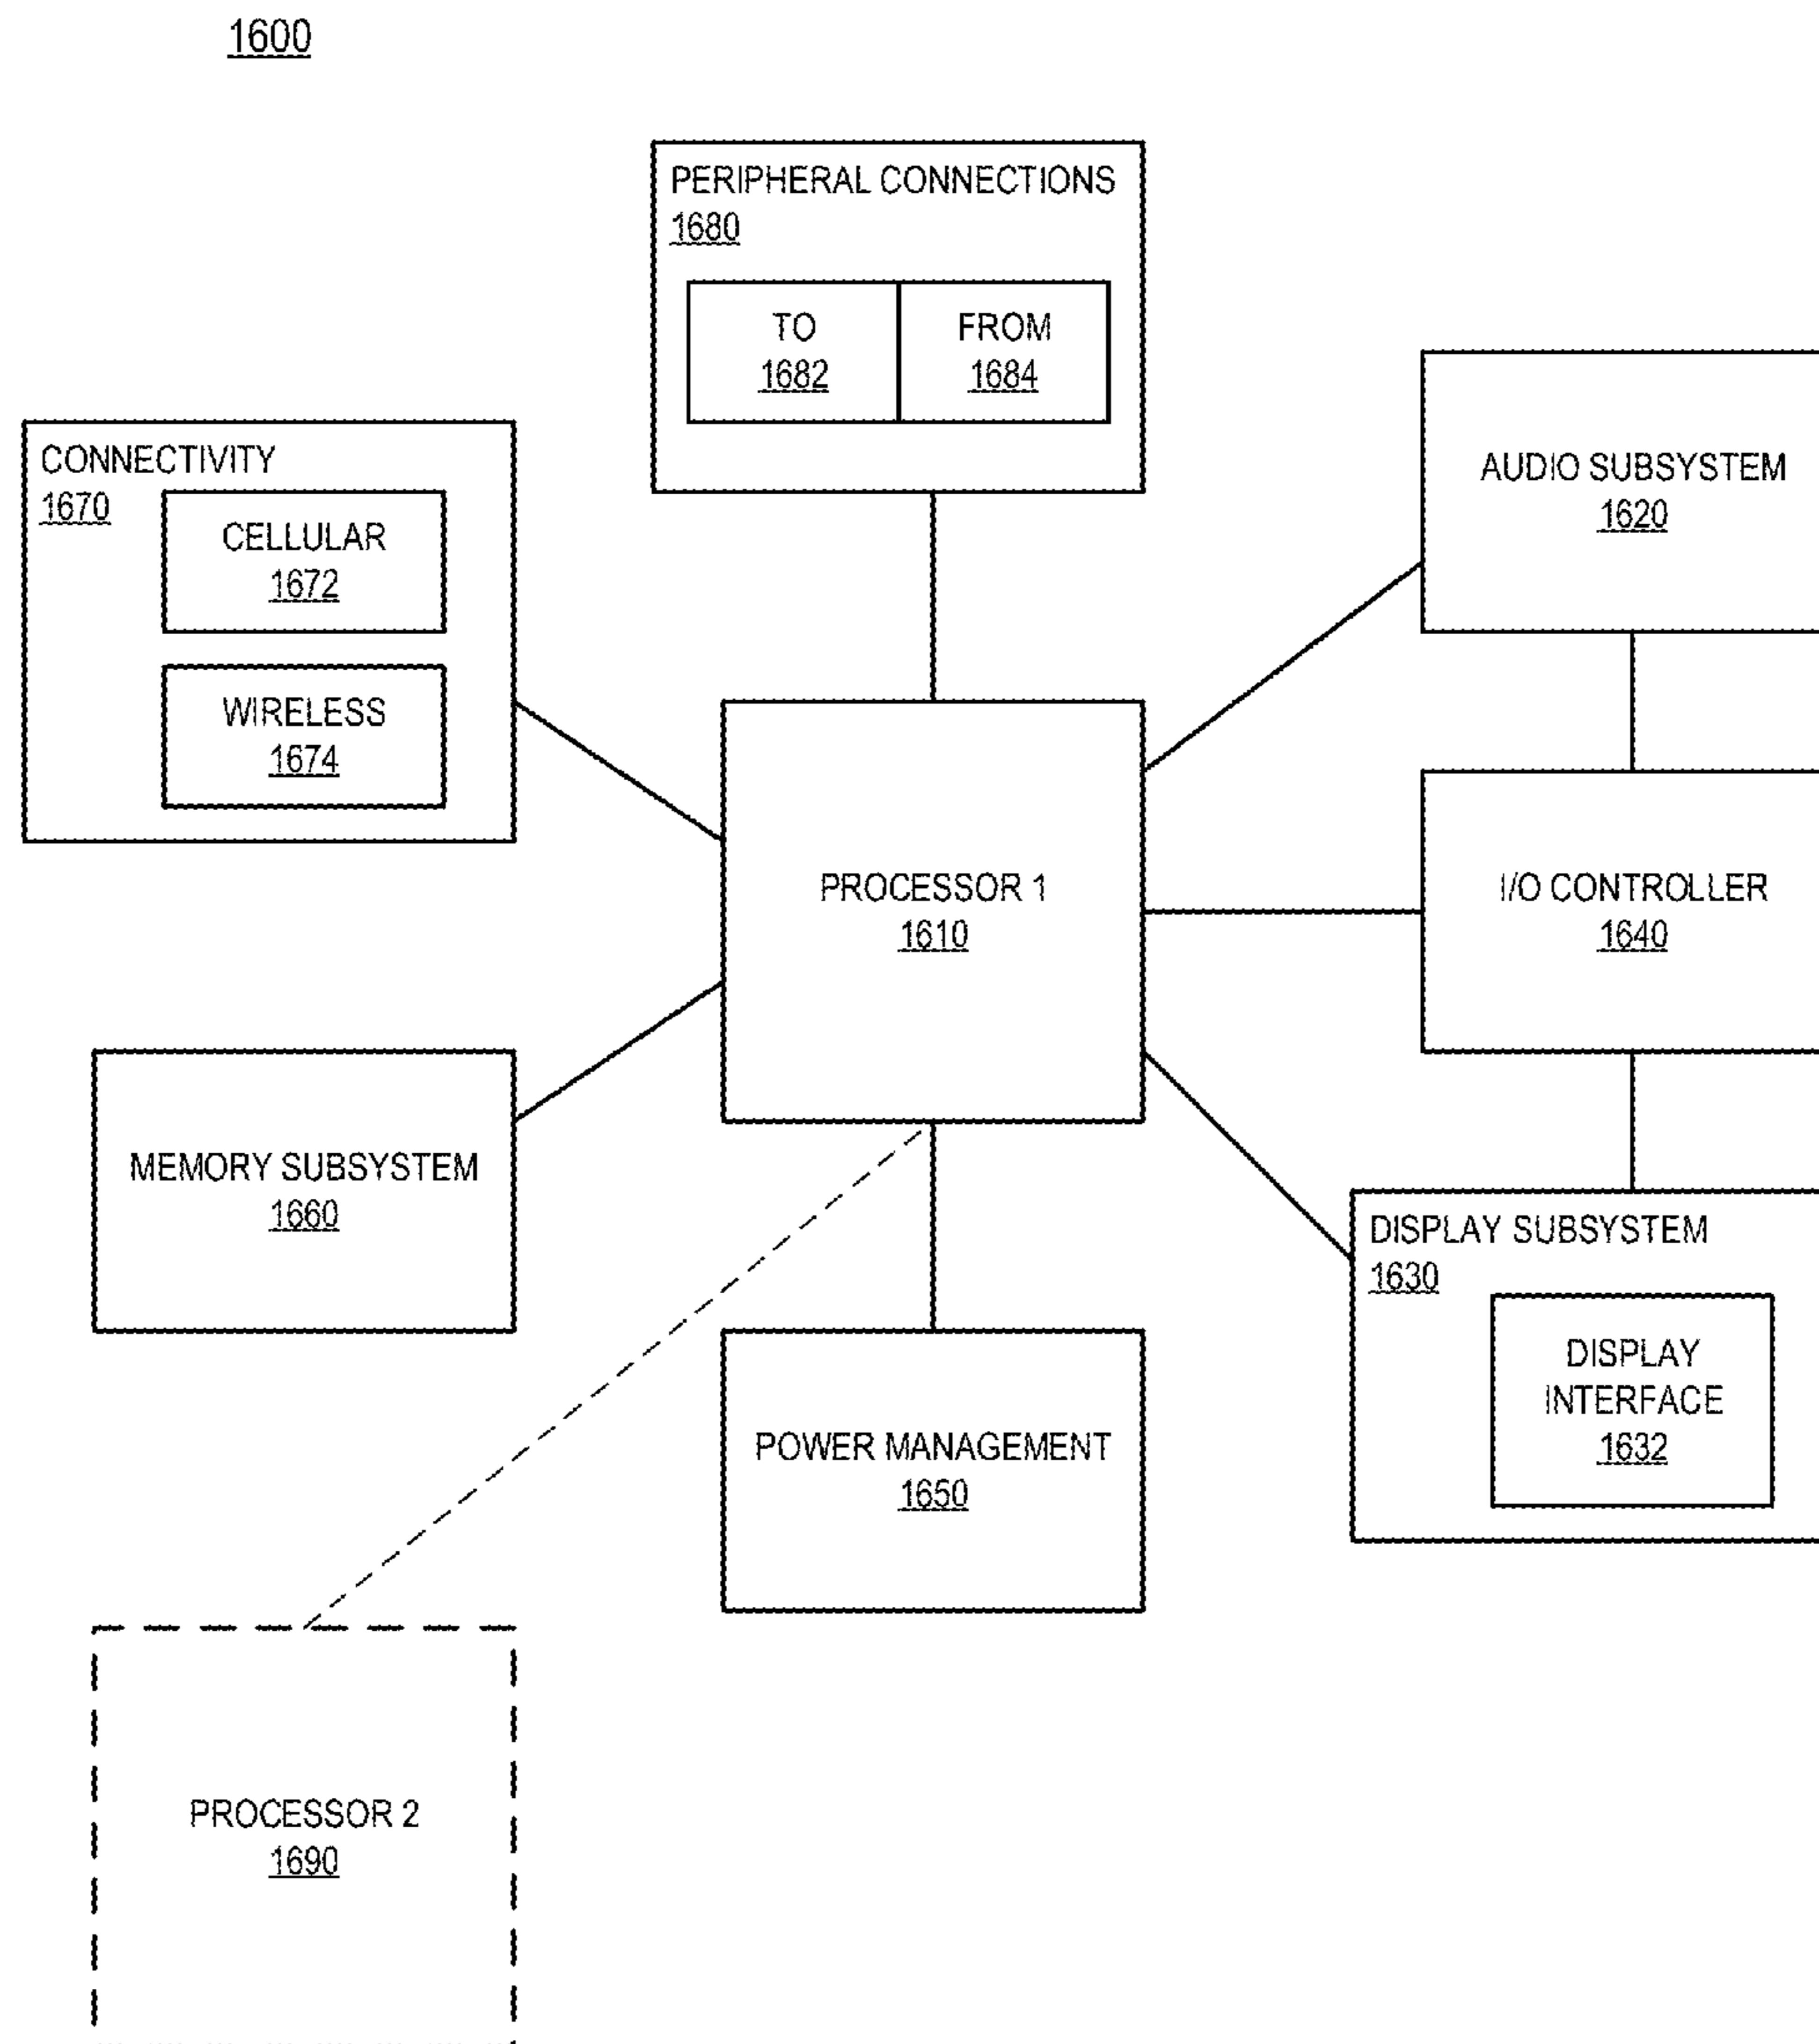 1600
PERIPHERAL CONNECTIONS
1680
TO
1682
FROM
1684
CONNECTIVITY
1670
CELLULAR
1672
WIRELESS
1674
AUDIO SUBSYSTEM
1620
PROCESSOR 1
1610
I/O CONTROLLER
1640
MEMORY SUBSYSTEM
1660
DISPLAY SUBSYSTEM
1630
DISPLAY
INTERFACE
1632
POWER MANAGEMENT
1650
PROCESSOR 2
1690